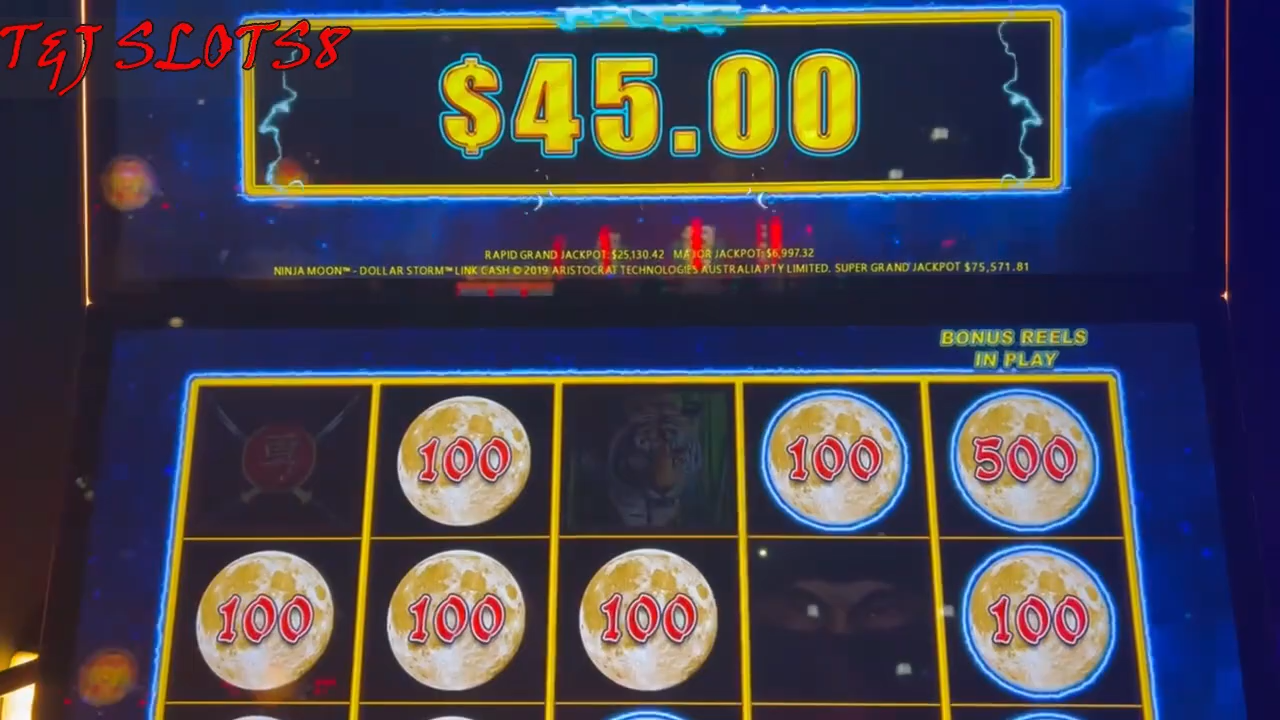 T&J SLOTS8
$45.00
RAPID GRAND JACKPOT: $25,130.42 MAJOR JACKPOT: $6,997.32
NINJA MOON™ - DOLLAR STORM™ LINK CASH © 2019 ARISTOCRAT TECHNOLOGIES AUSTRALIA PTY LIMITED. SUPER GRAND JACKPOT $75,571.81
BONUS REELS
IN PLAY
100 100 500
100 100 100 100